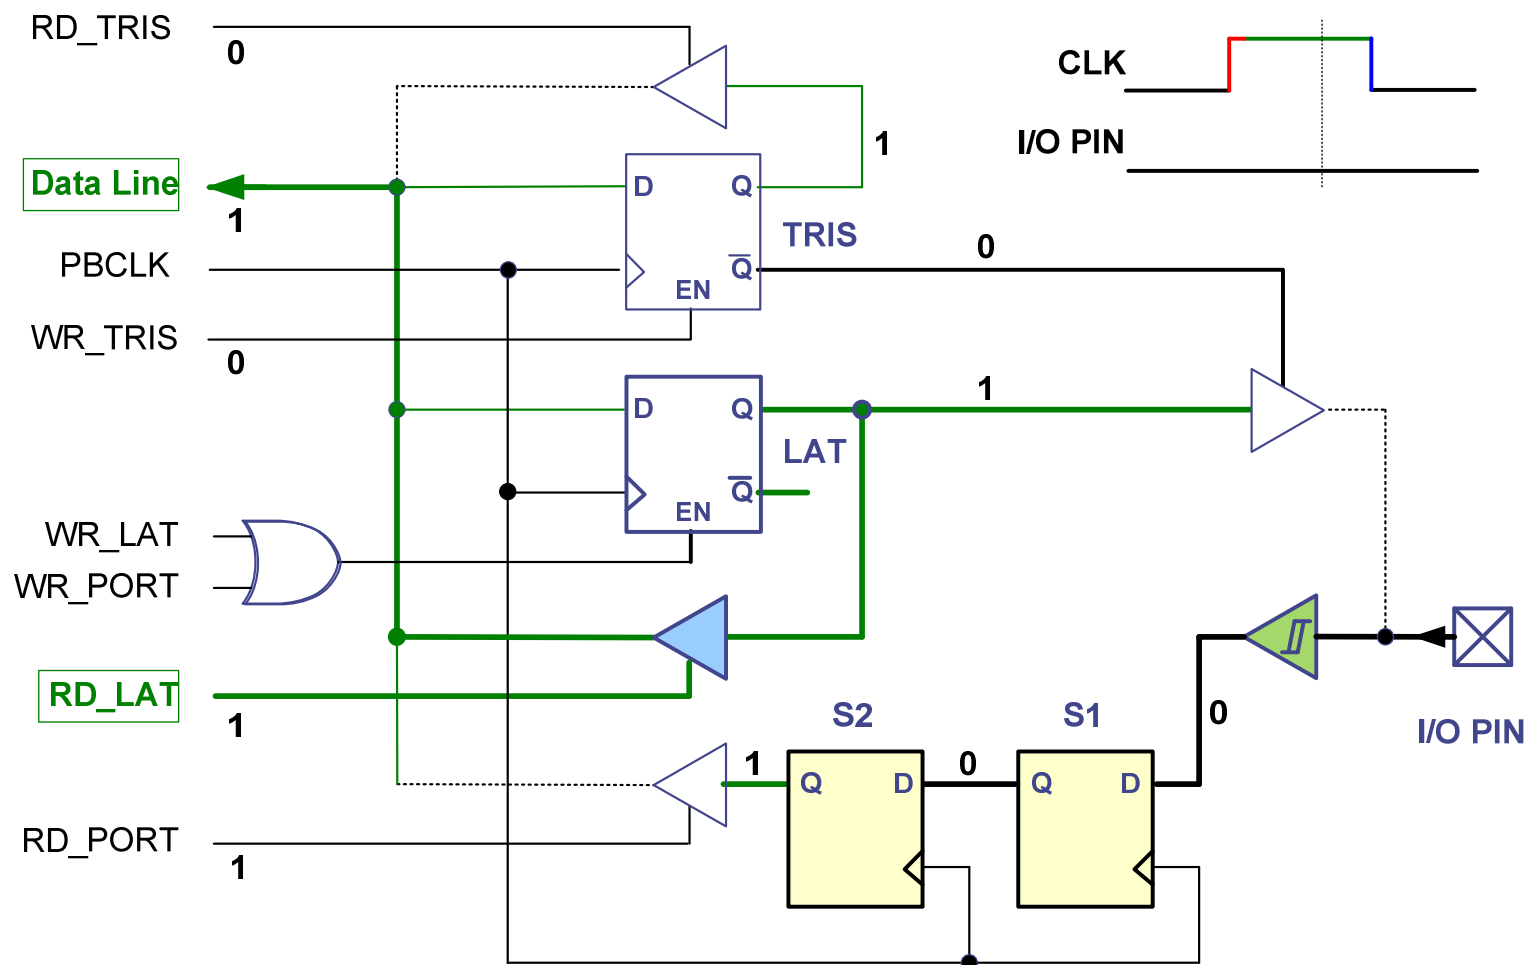 RD_TRIS
0
CLK
I/O PIN
1
Data Line
1
D
Q
TRIS
0
PBCLK
Q
EN
WR_TRIS
0
D
Q
1
LAT
Q
EN
WR_LAT
WR_PORT
RD_LAT
1
S2
S1
0
I/O PIN
1
0
Q
D
Q
D
RD_PORT
1